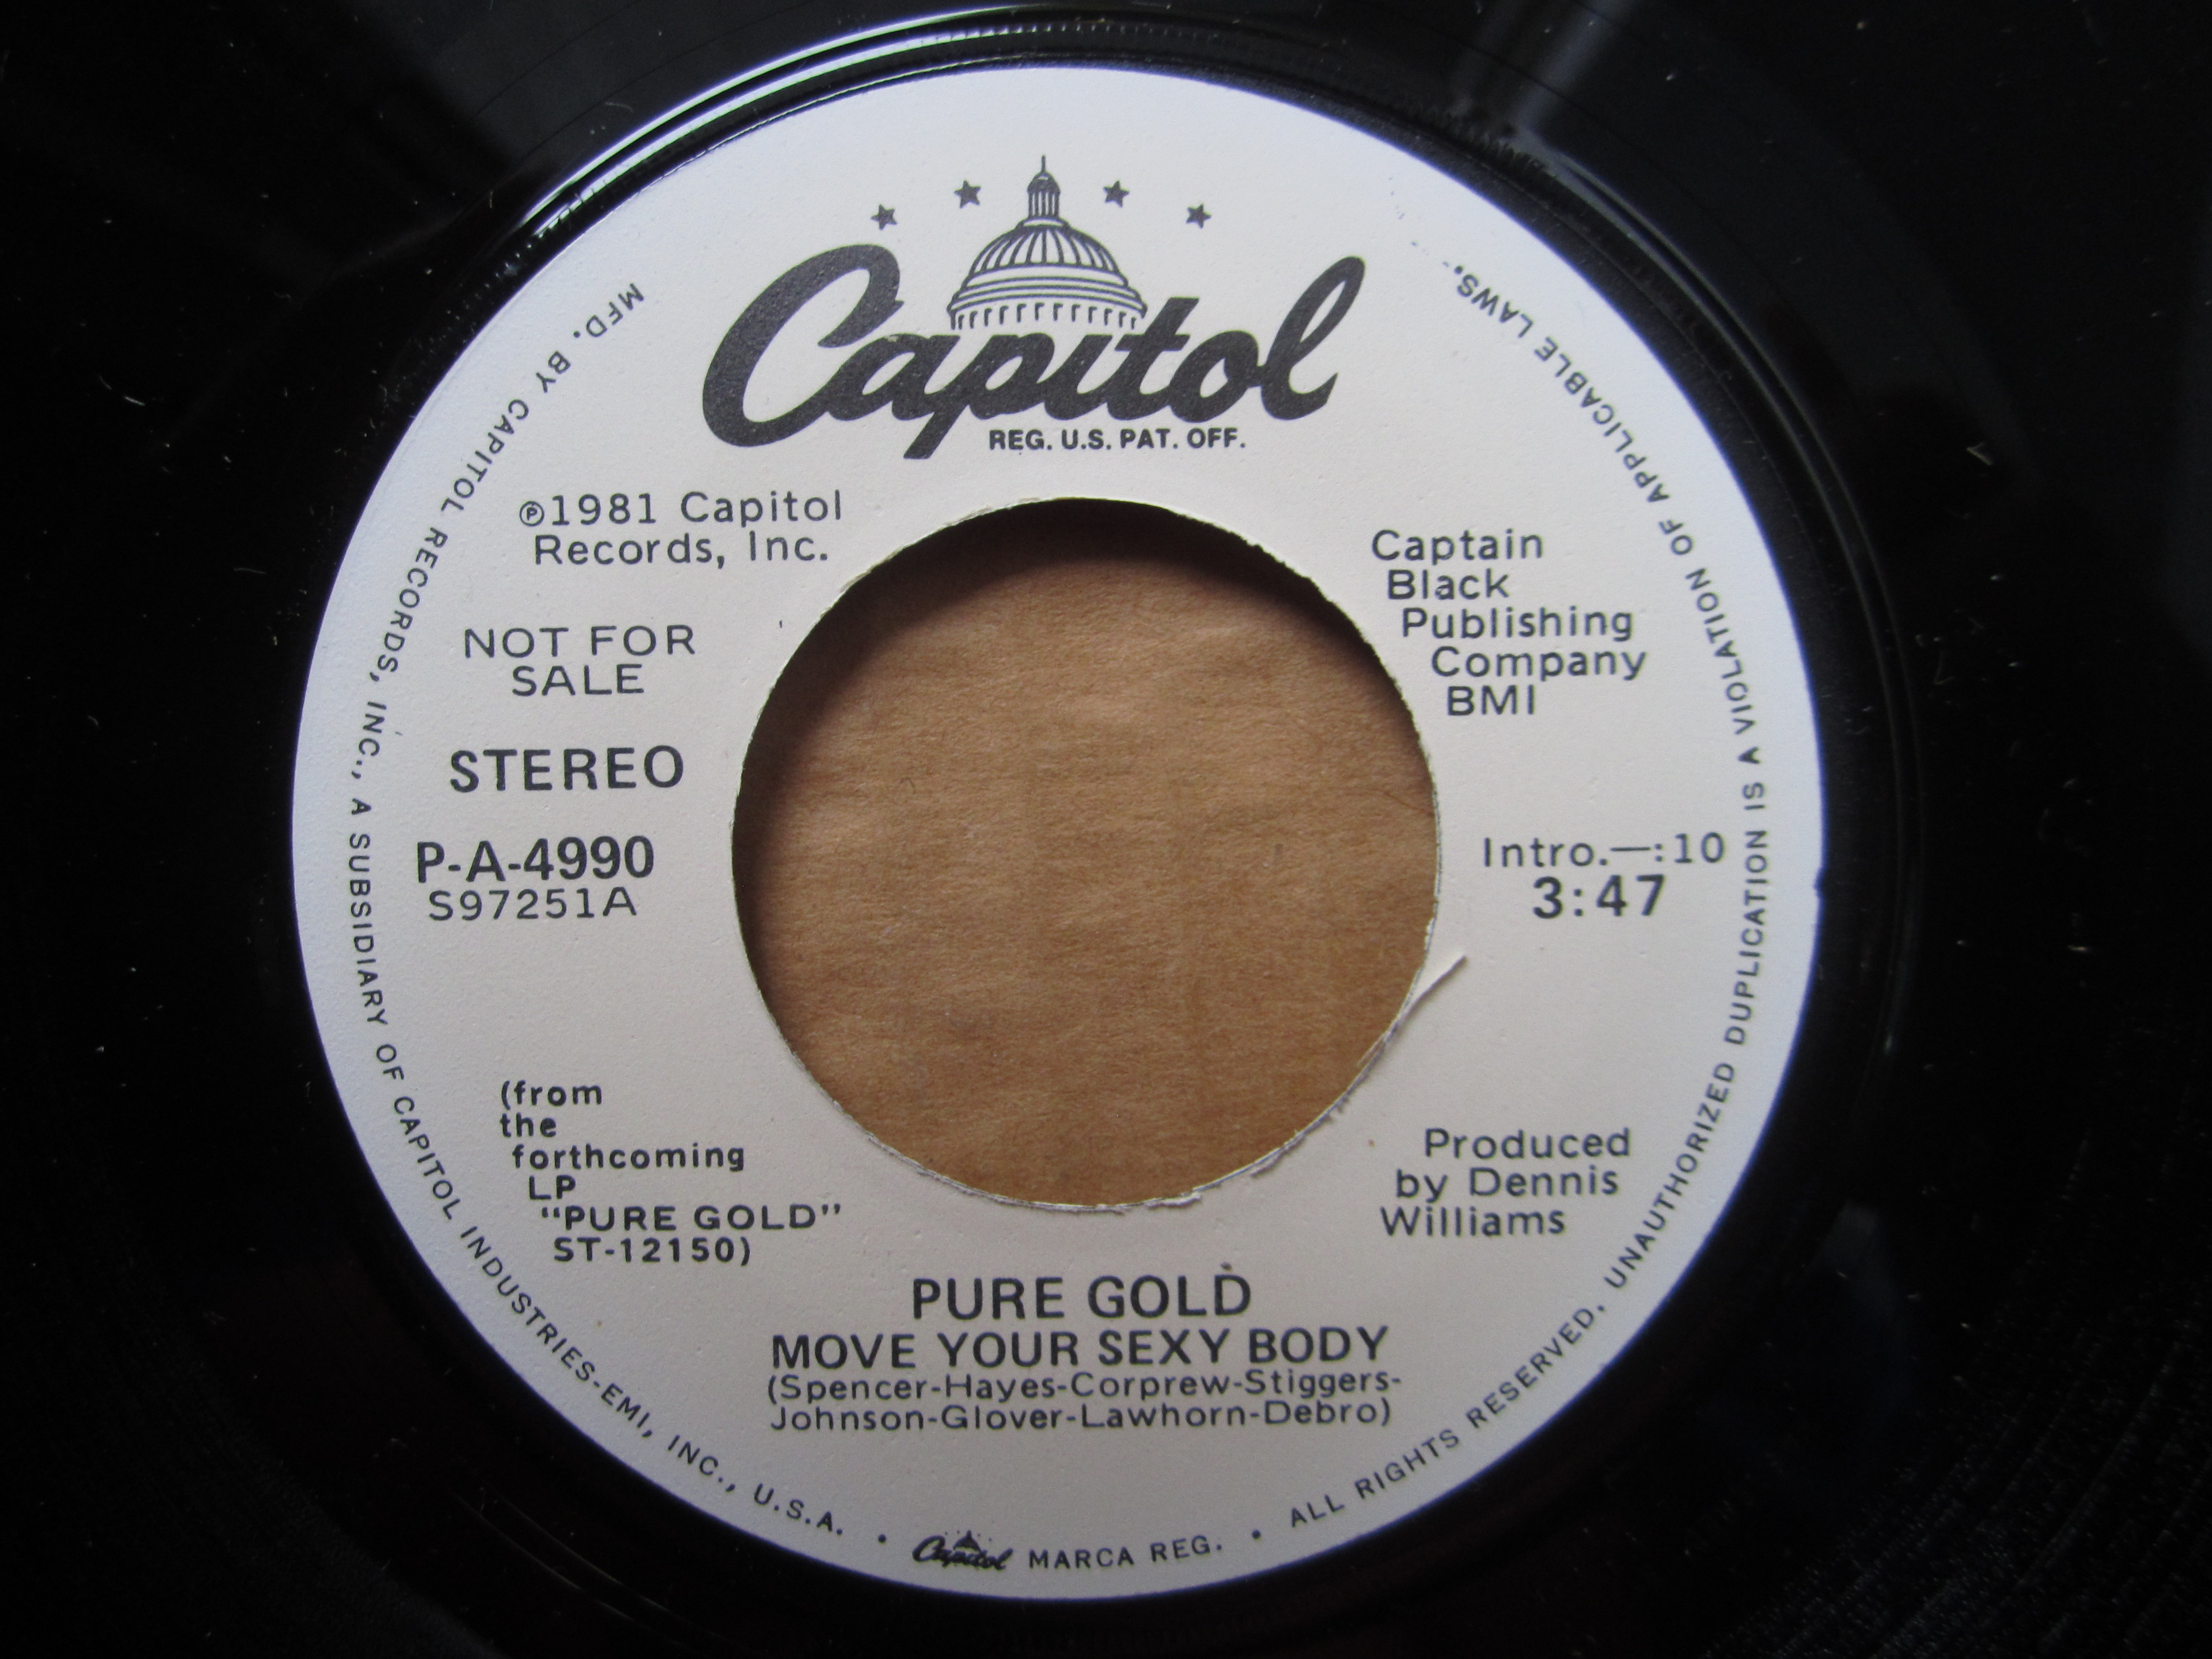 Capitol
REG. U.S. PAT. OFF.
℗1981 Capitol
Records, Inc.
NOT FOR
SALE
STEREO
P-A-4990
S97251A
Captain
Black
Publishing
Company
BMI
Intro.—:10
3:47
(from
the
forthcoming
LP
"PURE GOLD"
ST-12150)
Produced
by Dennis
Williams
PURE GOLD
MOVE YOUR SEXY BODY
(Spencer-Hayes-Corprew-Stiggers-
Johnson-Glover-Lawhorn-Debro)
MFD. BY CAPITOL RECORDS, INC., A SUBSIDIARY OF CAPITOL INDUSTRIES-EMI, INC., U.S.A. • Capitol MARCA REG. • ALL RIGHTS RESERVED. UNAUTHORIZED DUPLICATION IS A VIOLATION OF APPLICABLE LAWS.